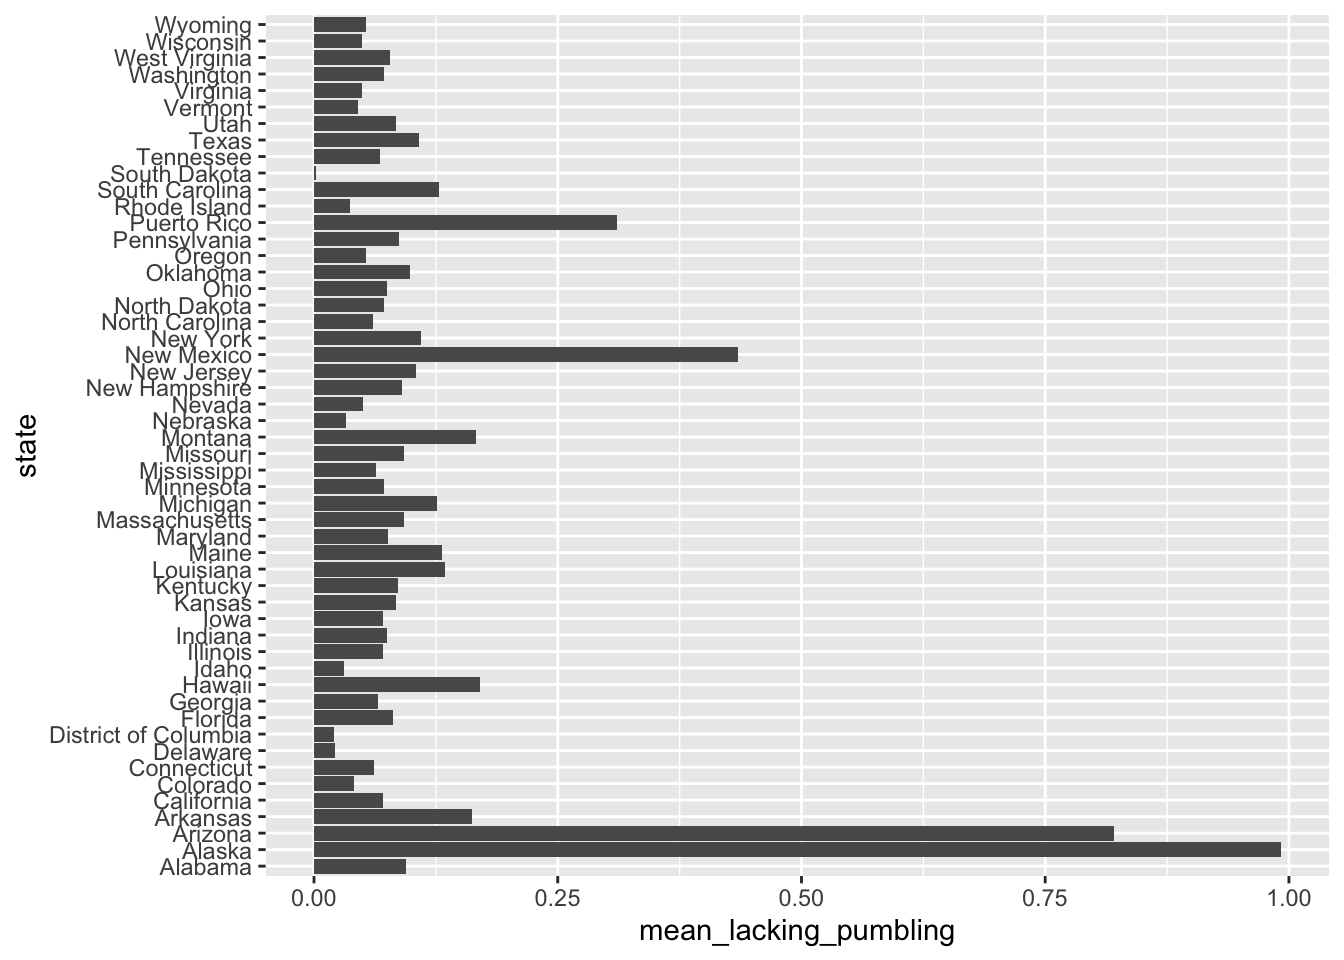 Wyoming
Wisconsin
West Virginia
Washington
Virginia
Vermont
Utah
Texas
Tennessee
South Dakota
South Carolina
Rhode Island
Puerto Rico
Pennsylvania
Oregon
Oklahoma
Ohio
North Dakota
North Carolina
New York
New Mexico
New Jersey
New Hampshire
Nevada
Nebraska
Montana
Missouri
Mississippi
Minnesota
Michigan
Massachusetts
Maryland
Maine
Louisiana
Kentucky
Kansas
Iowa
Indiana
Illinois
Idaho
Hawaii
Georgia
Florida
District of Columbia
Delaware
Connecticut
Colorado
California
Arkansas
Arizona
Alaska
Alabama
state
0.00 0.25 0.50 0.75 1.00
mean_lacking_pumbling